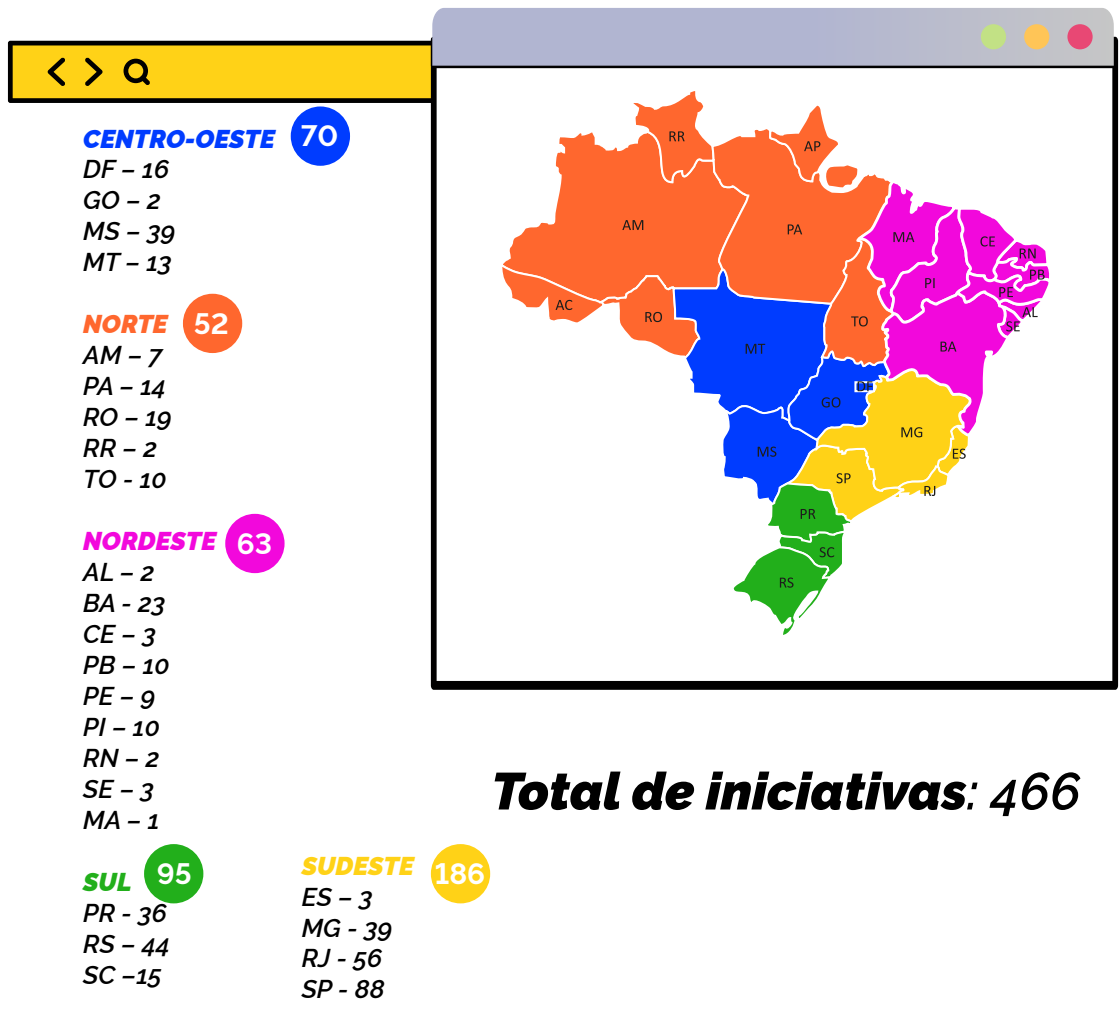 CENTRO-OESTE 70
DF – 16
GO – 2
MS – 39
MT – 13
NORTE 52
AM – 7
PA – 14
RO – 19
RR – 2
TO - 10
NORDESTE 63
AL – 2
BA - 23
CE – 3
PB – 10
PE – 9
PI – 10
RN – 2
SE – 3
MA – 1
SUL 95
PR - 36
RS – 44
SC –15
SUDESTE 186
ES – 3
MG - 39
RJ - 56
SP - 88
RR
AP
AM
PA
MA
CE
RN
PB
PI
PE
AL
SE
AC
RO
TO
BA
MT
DF
GO
MG
MS
ES
SP
RJ
PR
SC
RS
Total de iniciativas: 466